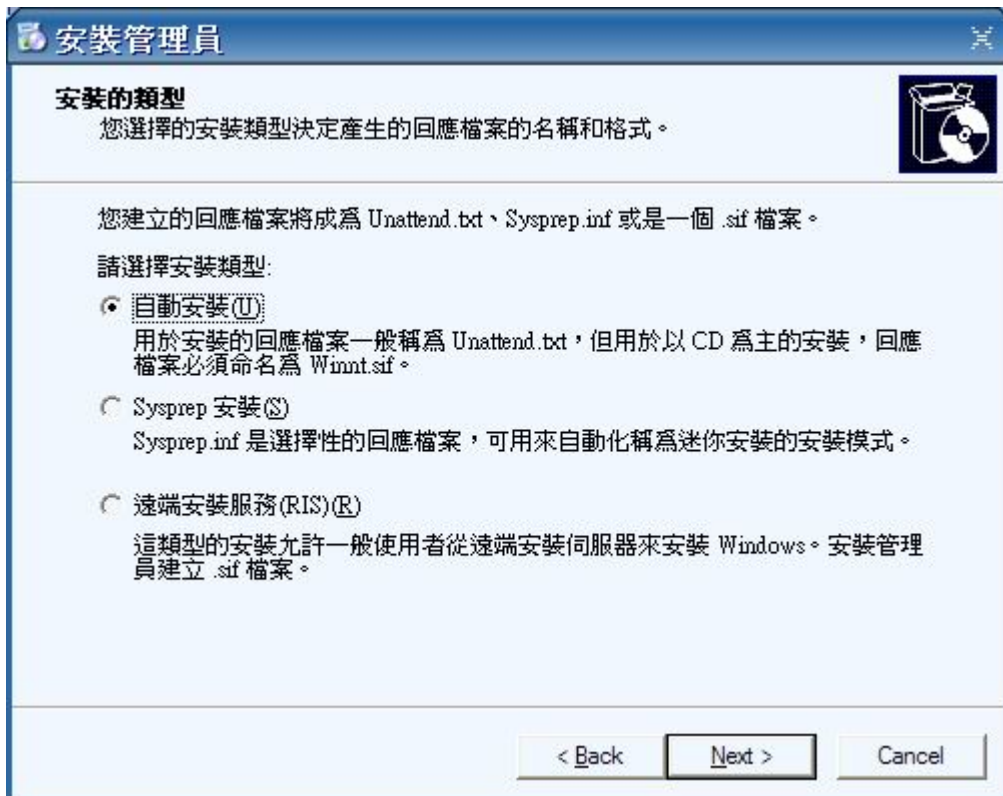 安裝管理員
安裝的類型
您選擇的安裝類型決定產生的回應檔案的名稱和格式。
您建立的回應檔案將成爲 Unattend.txt、Sysprep.inf 或是一個 .sif 檔案。
請選擇安裝類型:
自動安裝(U)
用於安裝的回應檔案一般稱爲 Unattend.txt，但用於以 CD 爲主的安裝，回應
檔案必須命名爲 Winnt.sif。
Sysprep 安裝(S)
Sysprep.inf 是選擇性的回應檔案，可用來自動化稱爲迷你安裝的安裝模式。
遠端安裝服務(RIS)(R)
這類型的安裝允許一般使用者從遠端安裝伺服器來安裝 Windows。安裝管理
員建立 .sif 檔案。
< Back
Next >
Cancel